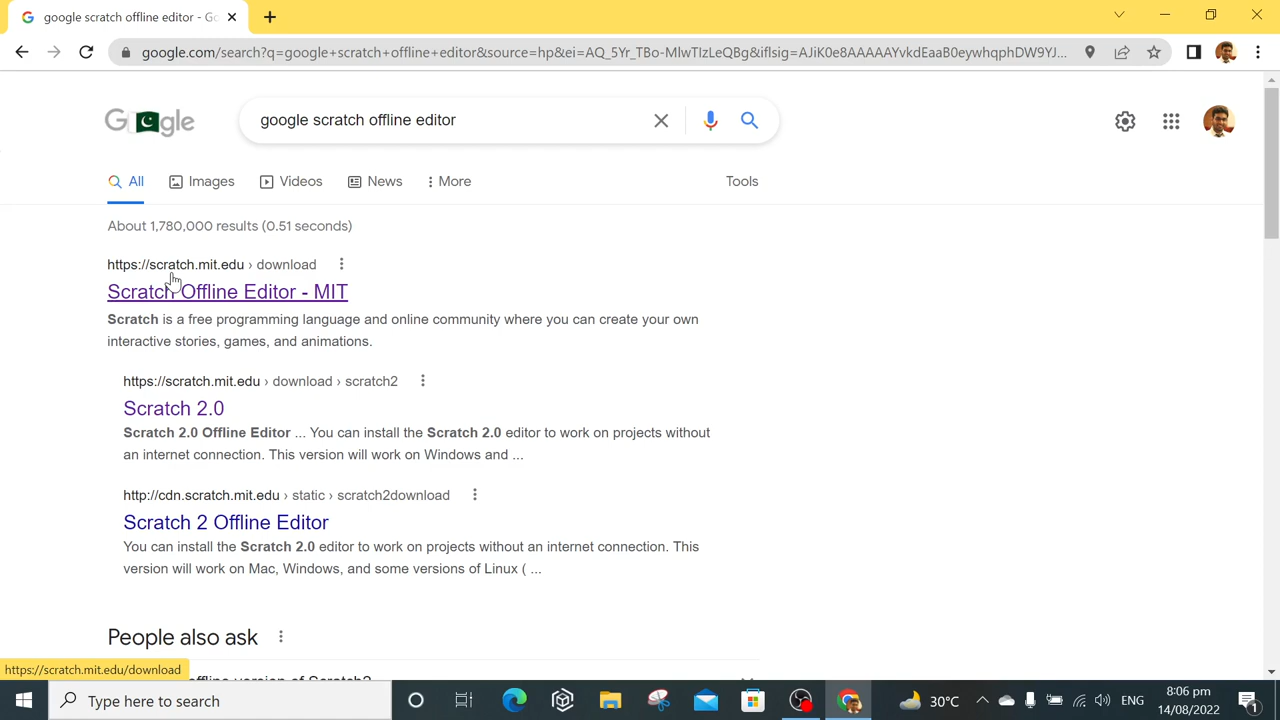 google scratch offline editor - Go
google.com/search?q=google+scratch+offline+editor&source=hp&ei=AQ_5Yr_TBo-MlwTIzLeQBg&iflsig=AJiK0e8AAAAAYvkdEaaB0eywhqphDW9YJ...
Google
google scratch offline editor
All Images Videos News More Tools
About 1,780,000 results (0.51 seconds)
https://scratch.mit.edu › download
Scratch Offline Editor - MIT
Scratch is a free programming language and online community where you can create your own
interactive stories, games, and animations.
https://scratch.mit.edu › download › scratch2
Scratch 2.0
Scratch 2.0 Offline Editor ... You can install the Scratch 2.0 editor to work on projects without
an internet connection. This version will work on Windows and ...
http://cdn.scratch.mit.edu › static › scratch2download
Scratch 2 Offline Editor
You can install the Scratch 2.0 editor to work on projects without an internet connection. This
version will work on Mac, Windows, and some versions of Linux ( ...
People also ask
https://scratch.mit.edu/download
offline version of Scratch?
Type here to search
30°C
ENG
8:06 pm
14/08/2022
1